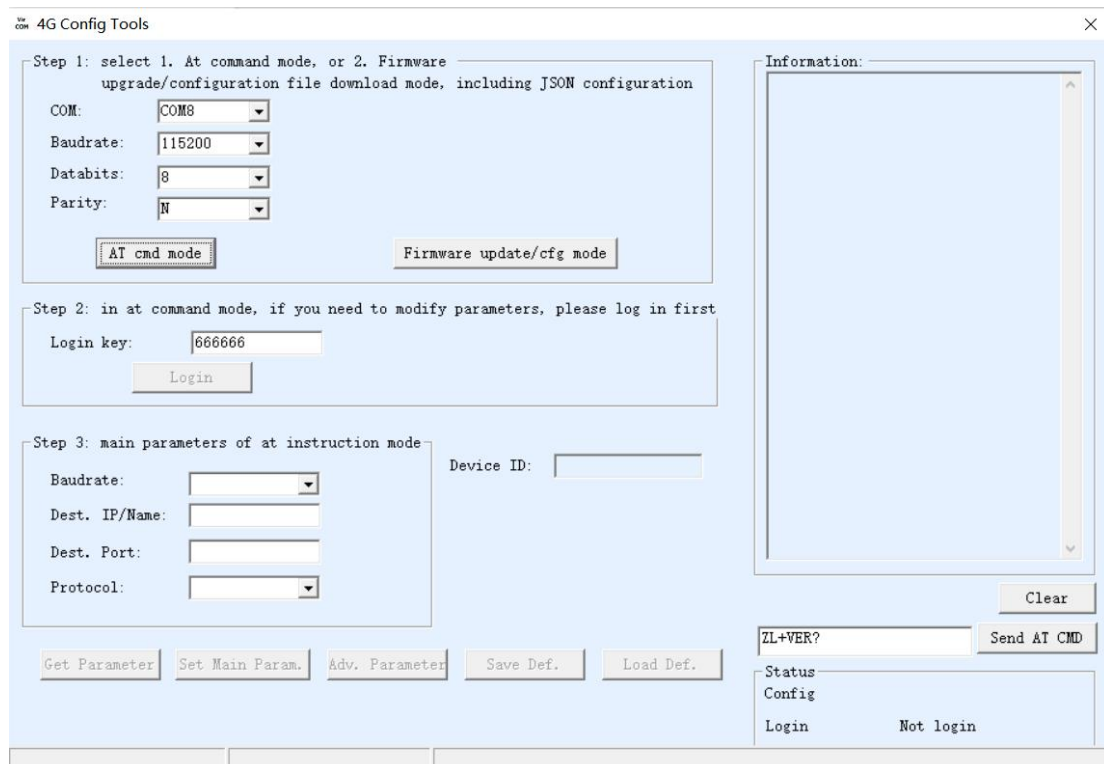 Vir COM
4G Config Tools
Step 1: select 1. At command mode, or 2. Firmware
upgrade/configuration file download mode, including JSON configuration
COM: COM8
Baudrate: 115200
Databits: 8
Parity: N
AT cmd mode Firmware update/cfg mode
Step 2: in at command mode, if you need to modify parameters, please log in first
Login key: 666666
Login
Step 3: main parameters of at instruction mode
Baudrate:
Dest. IP/Name:
Dest. Port:
Protocol:
Device ID:
Get Parameter Set Main Param. Adv. Parameter Save Def. Load Def.
Information:
Clear
ZL+VER? Send AT CMD
Status
Config
Login Not login